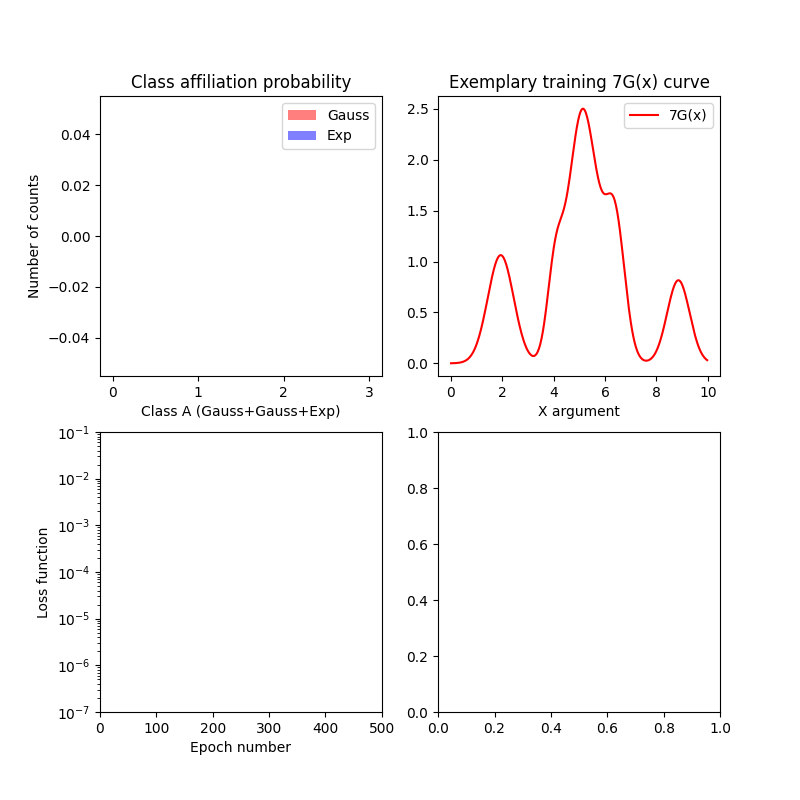 Class affiliation probability
Gauss
Exp
0.04
0.02
0.00
−0.02
−0.04
Number of counts
0 1 2 3
Class A (Gauss+Gauss+Exp)
Exemplary training 7G(x) curve
7G(x)
2.5
2.0
1.5
1.0
0.5
0.0
0 2 4 6 8 10
X argument
10⁻¹
10⁻²
10⁻³
10⁻⁴
10⁻⁵
10⁻⁶
10⁻⁷
Loss function
0 100 200 300 400 500
Epoch number
1.0
0.8
0.6
0.4
0.2
0.0
0.0 0.2 0.4 0.6 0.8 1.0